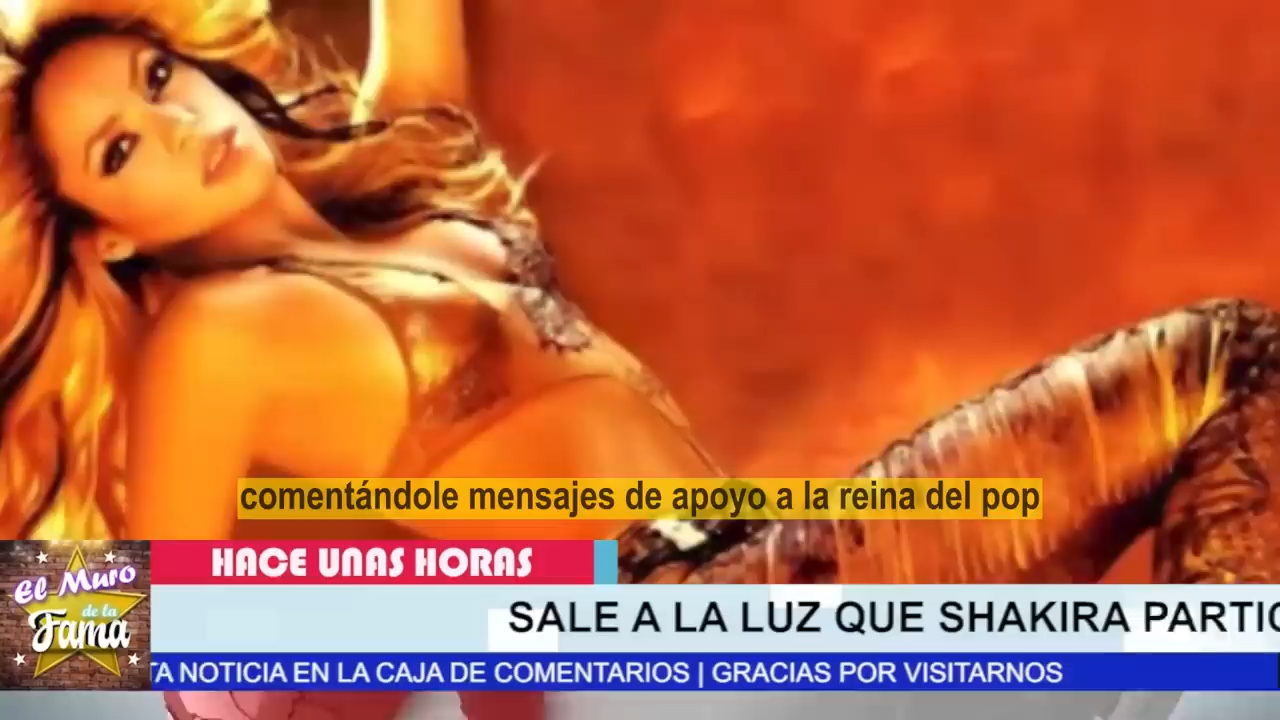 comentándole mensajes de apoyo a la reina del pop
HACE UNAS HORAS
El Muro
de la
Fama
SALE A LA LUZ QUE SHAKIRA PARTIC
TA NOTICIA EN LA CAJA DE COMENTARIOS | GRACIAS POR VISITARNOS